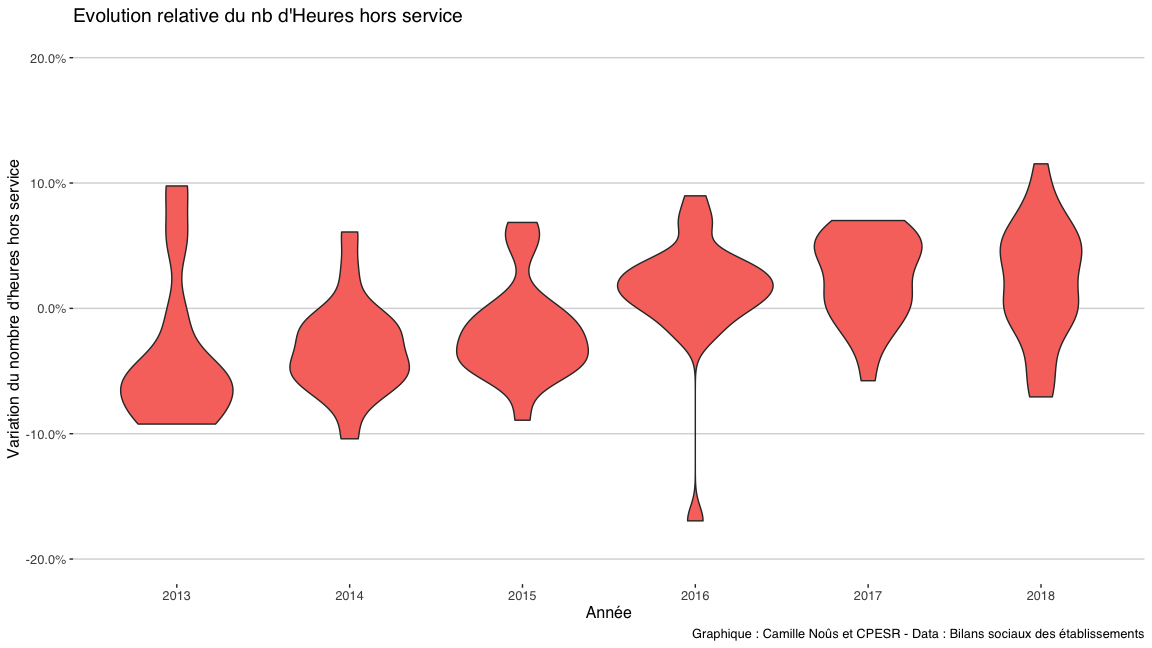 Evolution relative du nb d'Heures hors service
Variation du nombre d'heures hors service
20.0%
10.0%
0.0%
-10.0%
-20.0%
2013 2014 2015 2016 2017 2018
Année
Graphique : Camille Noûs et CPESR - Data : Bilans sociaux des établissements